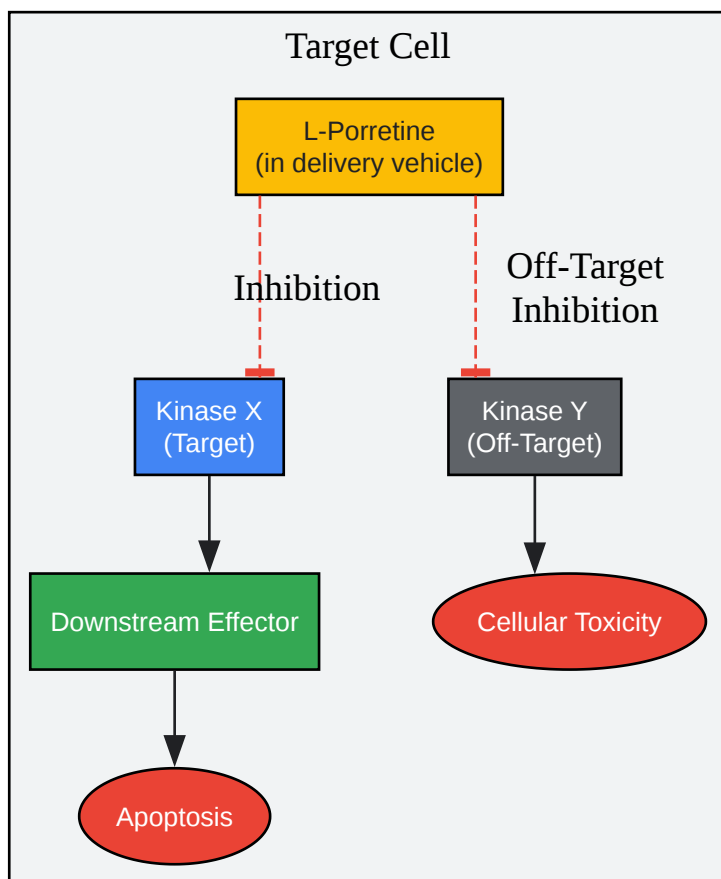 Target Cell
L-Porretine
(in delivery vehicle)
Inhibition
Off-Target
Inhibition
Kinase X
(Target)
Kinase Y
(Off-Target)
Downstream Effector
Cellular Toxicity
Apoptosis